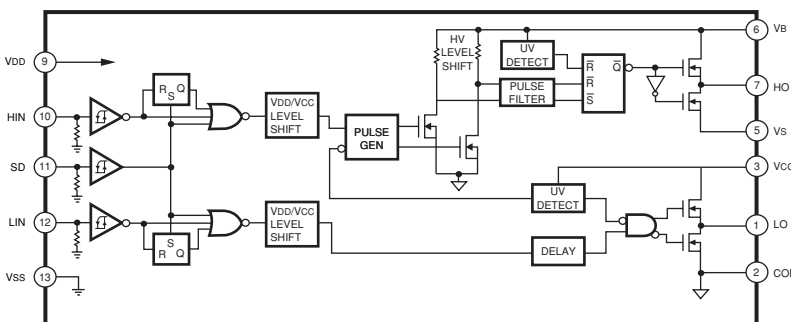 VB
6
HV
LEVEL
SHIFT
UV
DETECT
VDD
9
R Q
S
R Q
R
S
PULSE
FILTER
7
HO
HIN
10
VDD/VCC
LEVEL
SHIFT
PULSE
GEN
5
VS
SD
11
3
VCC
UV
DETECT
LIN
12
S
R Q
VDD/VCC
LEVEL
SHIFT
1
LO
DELAY
VSS
13
2